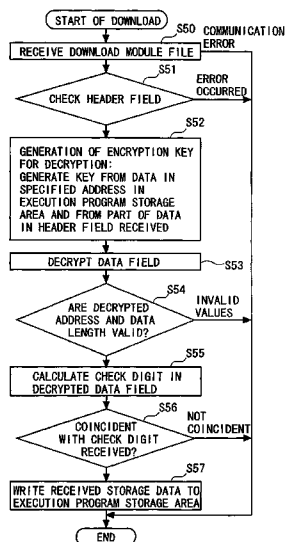 START OF DOWNLOAD
S50
COMMUNICATION
ERROR
RECEIVE DOWNLOAD MODULE FILE
S51
ERROR
OCCURRED
CHECK HEADER FIELD
S52
GENERATION OF ENCRYPTION KEY
FOR DECRYPTION:
GENERATE KEY FROM DATA IN
SPECIFIED ADDRESS IN
EXECUTION PROGRAM STORAGE
AREA AND FROM PART OF DATA
IN HEADER FIELD RECEIVED
DECRYPT DATA FIELD
S53
S54
ARE DECRYPTED
ADDRESS AND DATA
LENGTH VALID?
INVALID
VALUES
S55
CALCULATE CHECK DIGIT IN
DECRYPTED DATA FIELD
S56
COINCIDENT
WITH CHECK DIGIT
RECEIVED?
NOT
COINCIDENT
S57
WRITE RECEIVED STORAGE DATA TO
EXECUTION PROGRAM STORAGE AREA
END